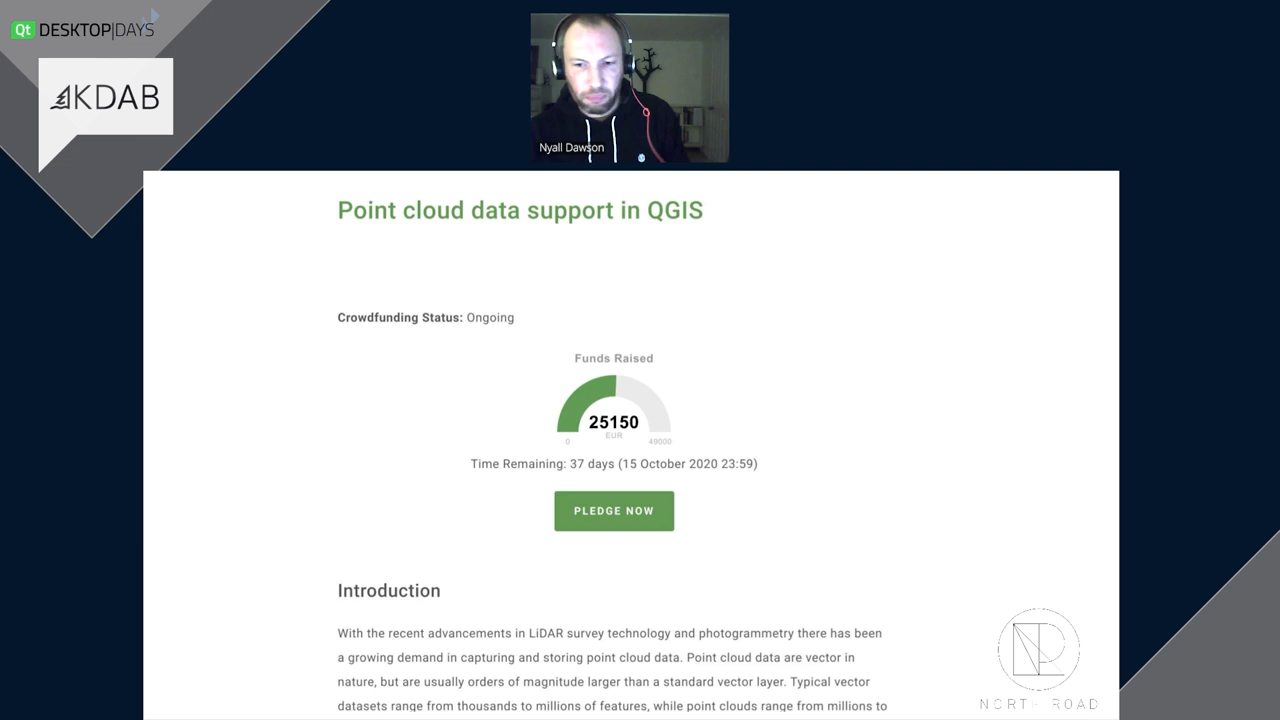 Qt DESKTOP|DAYS
KDAB
Nyall Dawson
Point cloud data support in QGIS
Crowdfunding Status: Ongoing
Funds Raised
25150
EUR
0
49000
Time Remaining: 37 days (15 October 2020 23:59)
PLEDGE NOW
Introduction
With the recent advancements in LiDAR survey technology and photogrammetry there has been
a growing demand in capturing and storing point cloud data. Point cloud data are vector in
nature, but are usually orders of magnitude larger than a standard vector layer. Typical vector
datasets range from thousands to millions of features, while point clouds range from millions to
NORTH ROAD